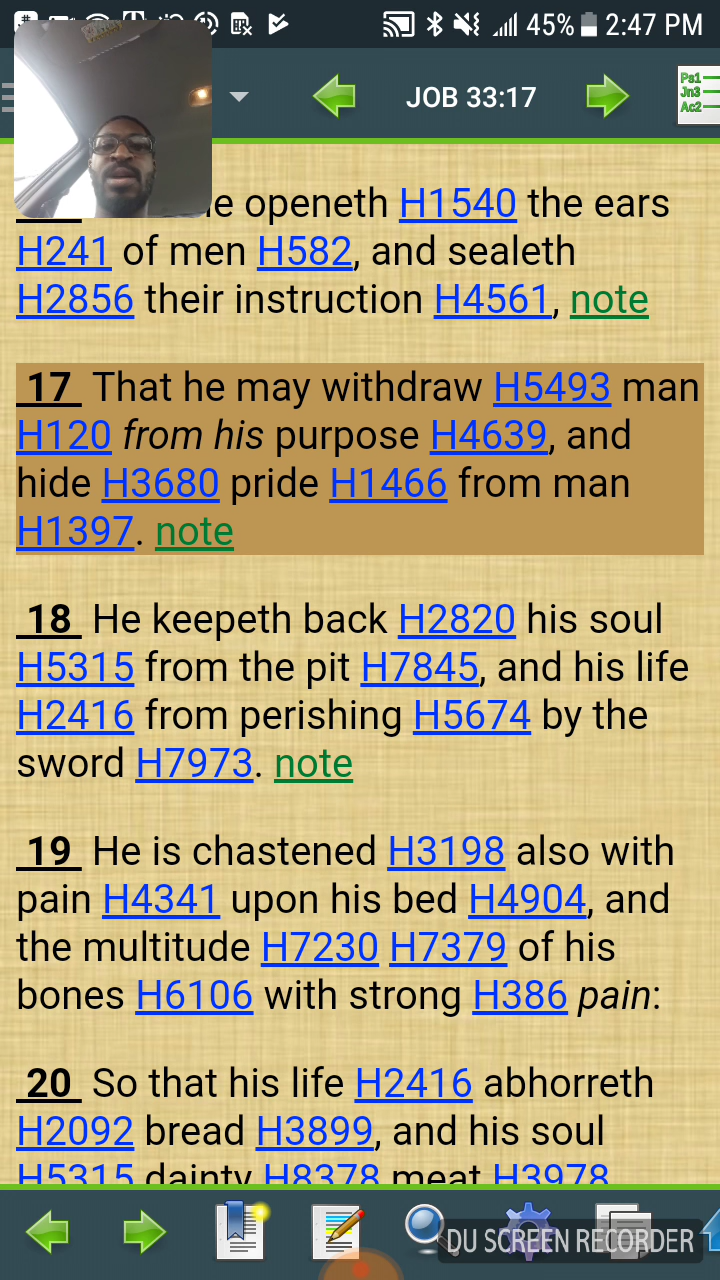 45% 2:47 PM
JOB 33:17
Ps1
Jn3
Ac2
openeth H1540 the ears
H241 of men H582, and sealeth
H2856 their instruction H4561, note
17 That he may withdraw H5493 man
H120 from his purpose H4639, and
hide H3680 pride H1466 from man
H1397. note
18 He keepeth back H2820 his soul
H5315 from the pit H7845, and his life
H2416 from perishing H5674 by the
sword H7973. note
19 He is chastened H3198 also with
pain H4341 upon his bed H4904, and
the multitude H7230 H7379 of his
bones H6106 with strong H386 pain:
20 So that his life H2416 abhorreth
H2092 bread H3899, and his soul
H5315 dainty H8378 meat H3978
DU SCREEN RECORDER